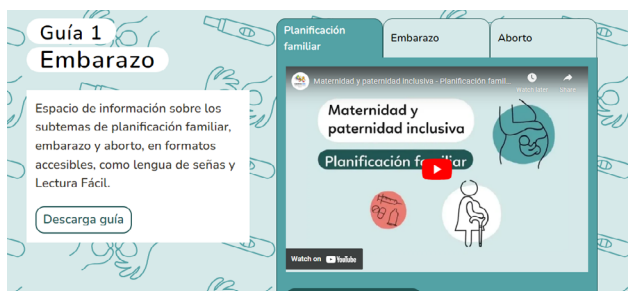 Guía 1
Embarazo
Espacio de información sobre los
subtemas de planificación familiar,
embarazo y aborto, en formatos
accesibles, como lengua de señas y
Lectura Fácil.
Descarga guía
Planificación
familiar
Embarazo
Aborto
Maternidad y paternidad inclusiva - Planificación famil...
Watch later
Share
Maternidad y
paternidad inclusiva
Planificación familiar
Watch on YouTube